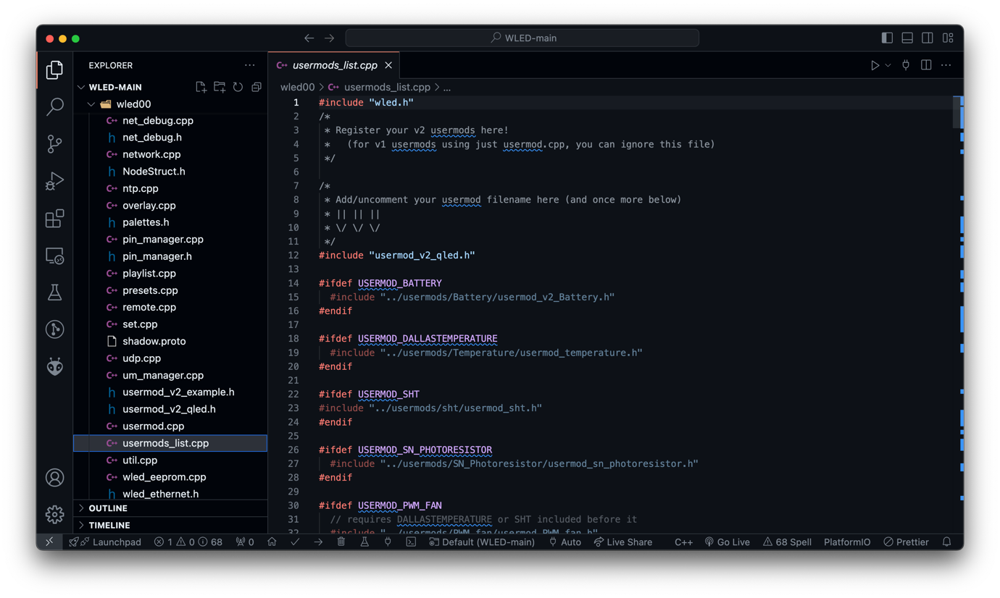 WLED-main
EXPLORER
WLED-MAIN
wled00
net_debug.cpp
net_debug.h
network.cpp
NodeStruct.h
ntp.cpp
overlay.cpp
palettes.h
pin_manager.cpp
pin_manager.h
playlist.cpp
presets.cpp
remote.cpp
set.cpp
shadow.proto
udp.cpp
um_manager.cpp
usermod_v2_example.h
usermod_v2_qled.h
usermod.cpp
usermods_list.cpp
util.cpp
wled_eeprom.cpp
wled_ethernet.h
OUTLINE
TIMELINE
usermods_list.cpp
wled00 > usermods_list.cpp > ...
1 #include "wled.h"
2 /*
3 * Register your v2 usermods here!
4 * (for v1 usermods using just usermod.cpp, you can ignore this file)
5 */
6
7 /*
8 * Add/uncomment your usermod filename here (and once more below)
9 * || || ||
10 * \/ \/ \/
11 */
12 #include "usermod_v2_qled.h"
13
14 #ifdef USERMOD_BATTERY
15 #include "../usermods/Battery/usermod_v2_Battery.h"
16 #endif
17
18 #ifdef USERMOD_DALLASTEMPERATURE
19 #include "../usermods/Temperature/usermod_temperature.h"
20 #endif
21
22 #ifdef USERMOD_SHT
23 #include "../usermods/sht/usermod_sht.h"
24 #endif
25
26 #ifdef USERMOD_SN_PHOTORESISTOR
27 #include "../usermods/SN_Photoresistor/usermod_sn_photoresistor.h"
28 #endif
29
30 #ifdef USERMOD_PWM_FAN
31 // requires DALLASTEMPERATURE or SHT included before it
32 #include "../usermods/PWM_fan/usermod_PWM_fan.h"
Launchpad 1 0 68 0 Default (WLED-main) Auto Live Share C++ Go Live 68 Spell PlatformIO Prettier